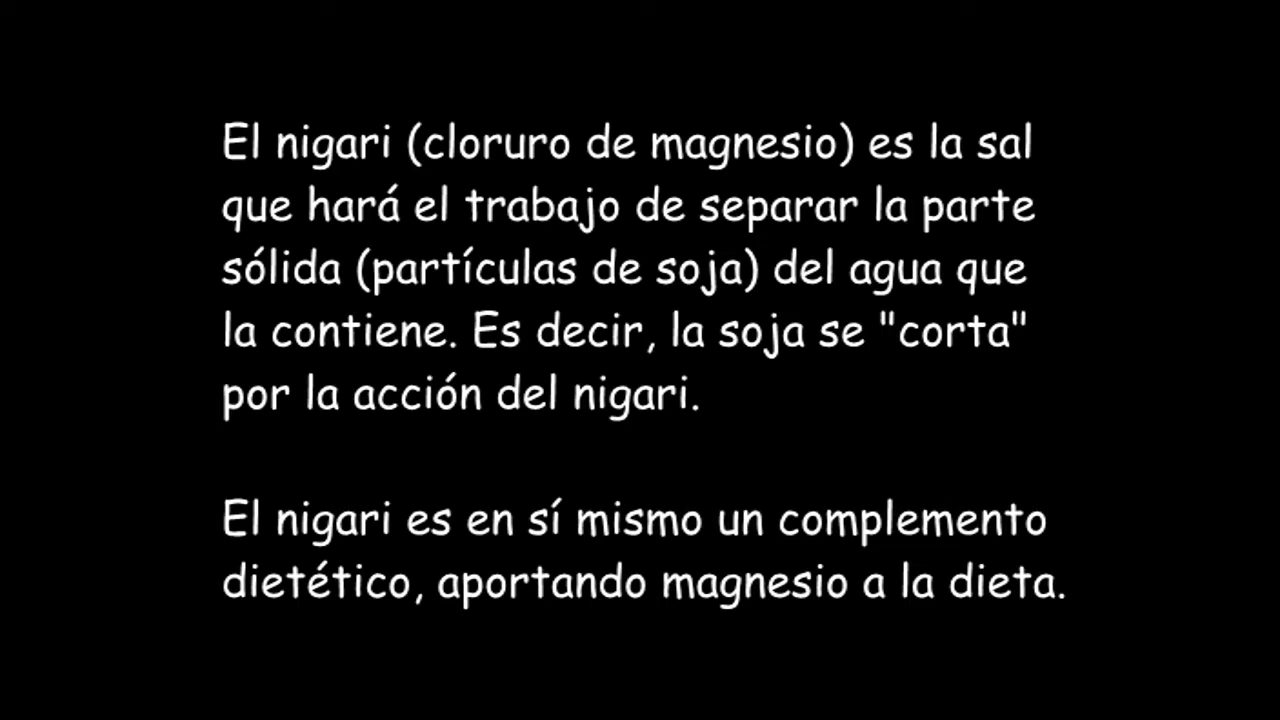 El nigari (cloruro de magnesio) es la sal
que hará el trabajo de separar la parte
sólida (partículas de soja) del agua que
la contiene. Es decir, la soja se "corta"
por la acción del nigari.
El nigari es en sí mismo un complemento
dietético, aportando magnesio a la dieta.